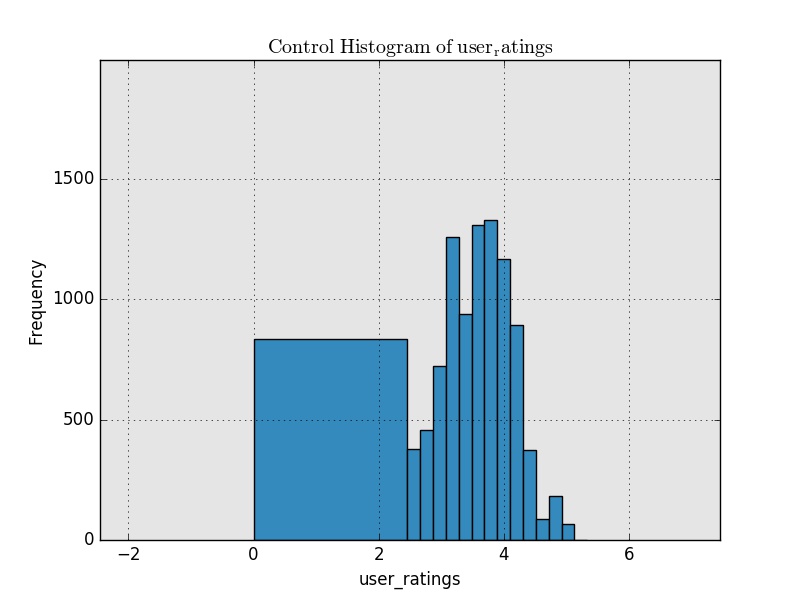 Control Histogram of user_ratings
1500
1000
500
0
Frequency
−2 0 2 4 6
user_ratings